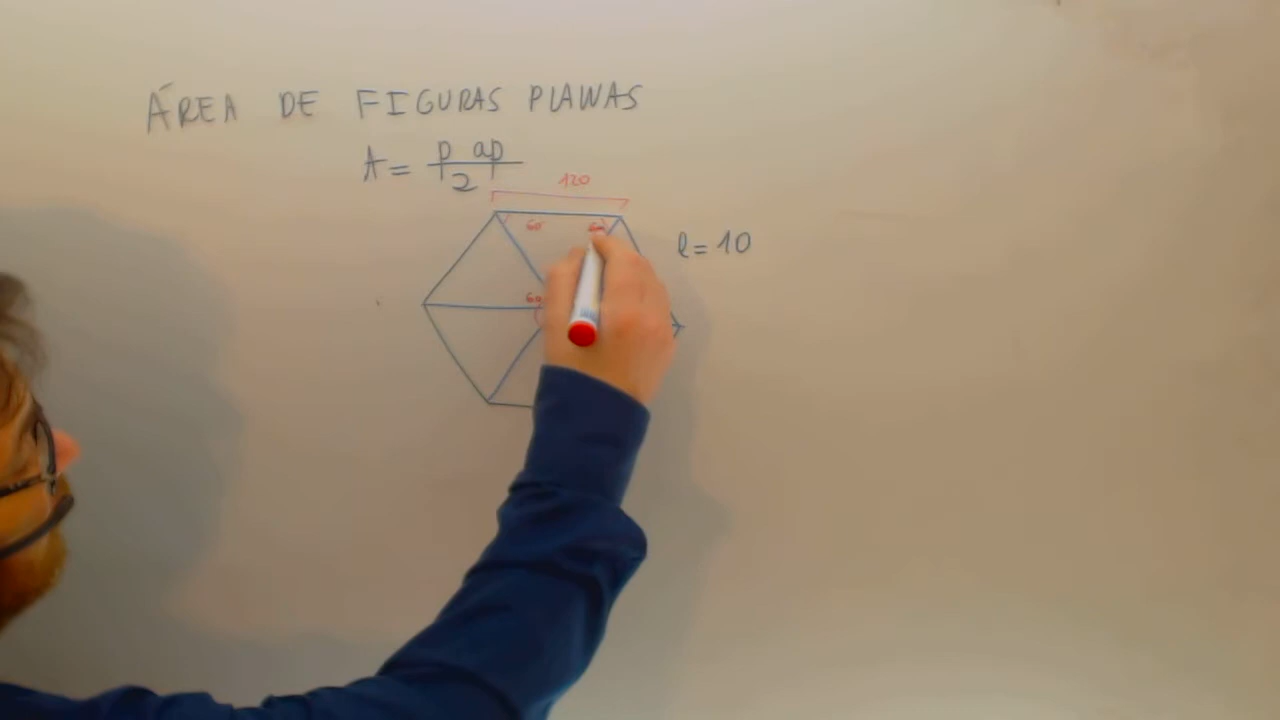 ÁREA DE FIGURAS PLANAS
A = p ap
2
120
60 60
l = 10
60